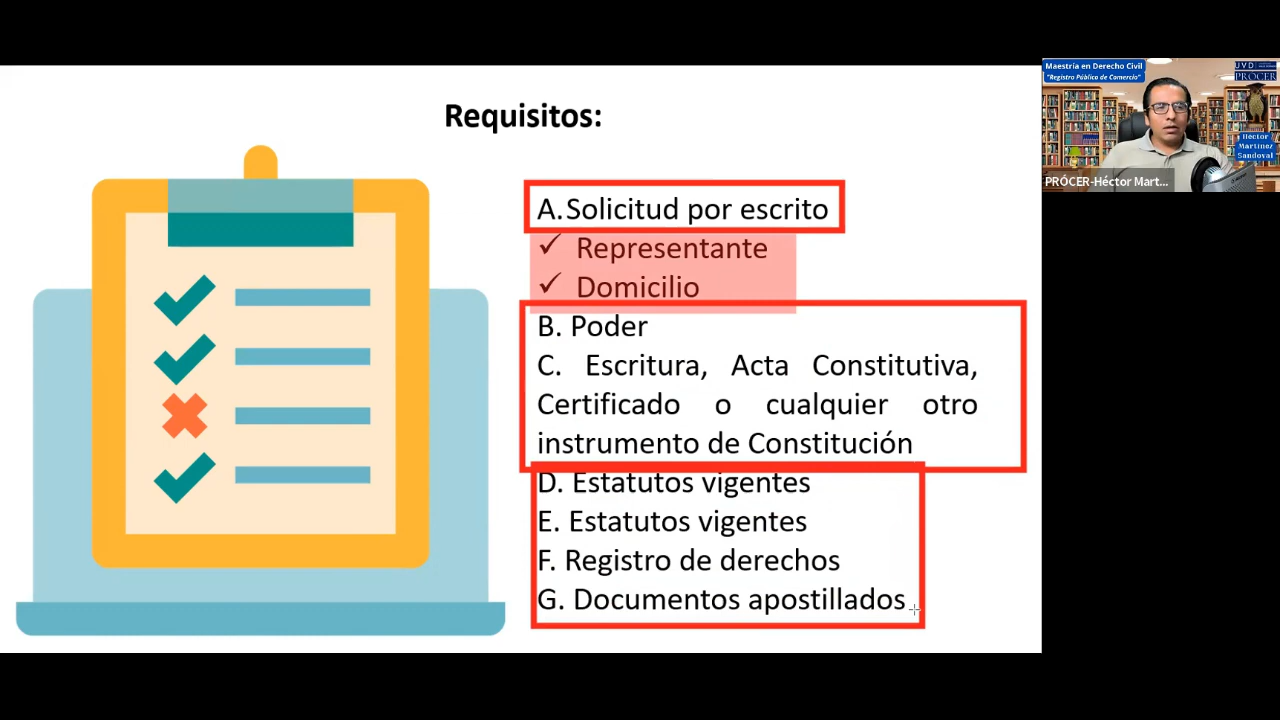 Requisitos:
A. Solicitud por escrito
✓ Representante
✓ Domicilio
B. Poder
C. Escritura, Acta Constitutiva,
Certificado o cualquier otro
instrumento de Constitución
D. Estatutos vigentes
E. Estatutos vigentes
F. Registro de derechos
G. Documentos apostillados
Maestría en Derecho Civil
"Registro Público de Comercio"
UVD
PRÓCER
Héctor
Martínez
Sandoval
PRÓCER-Héctor Mart...